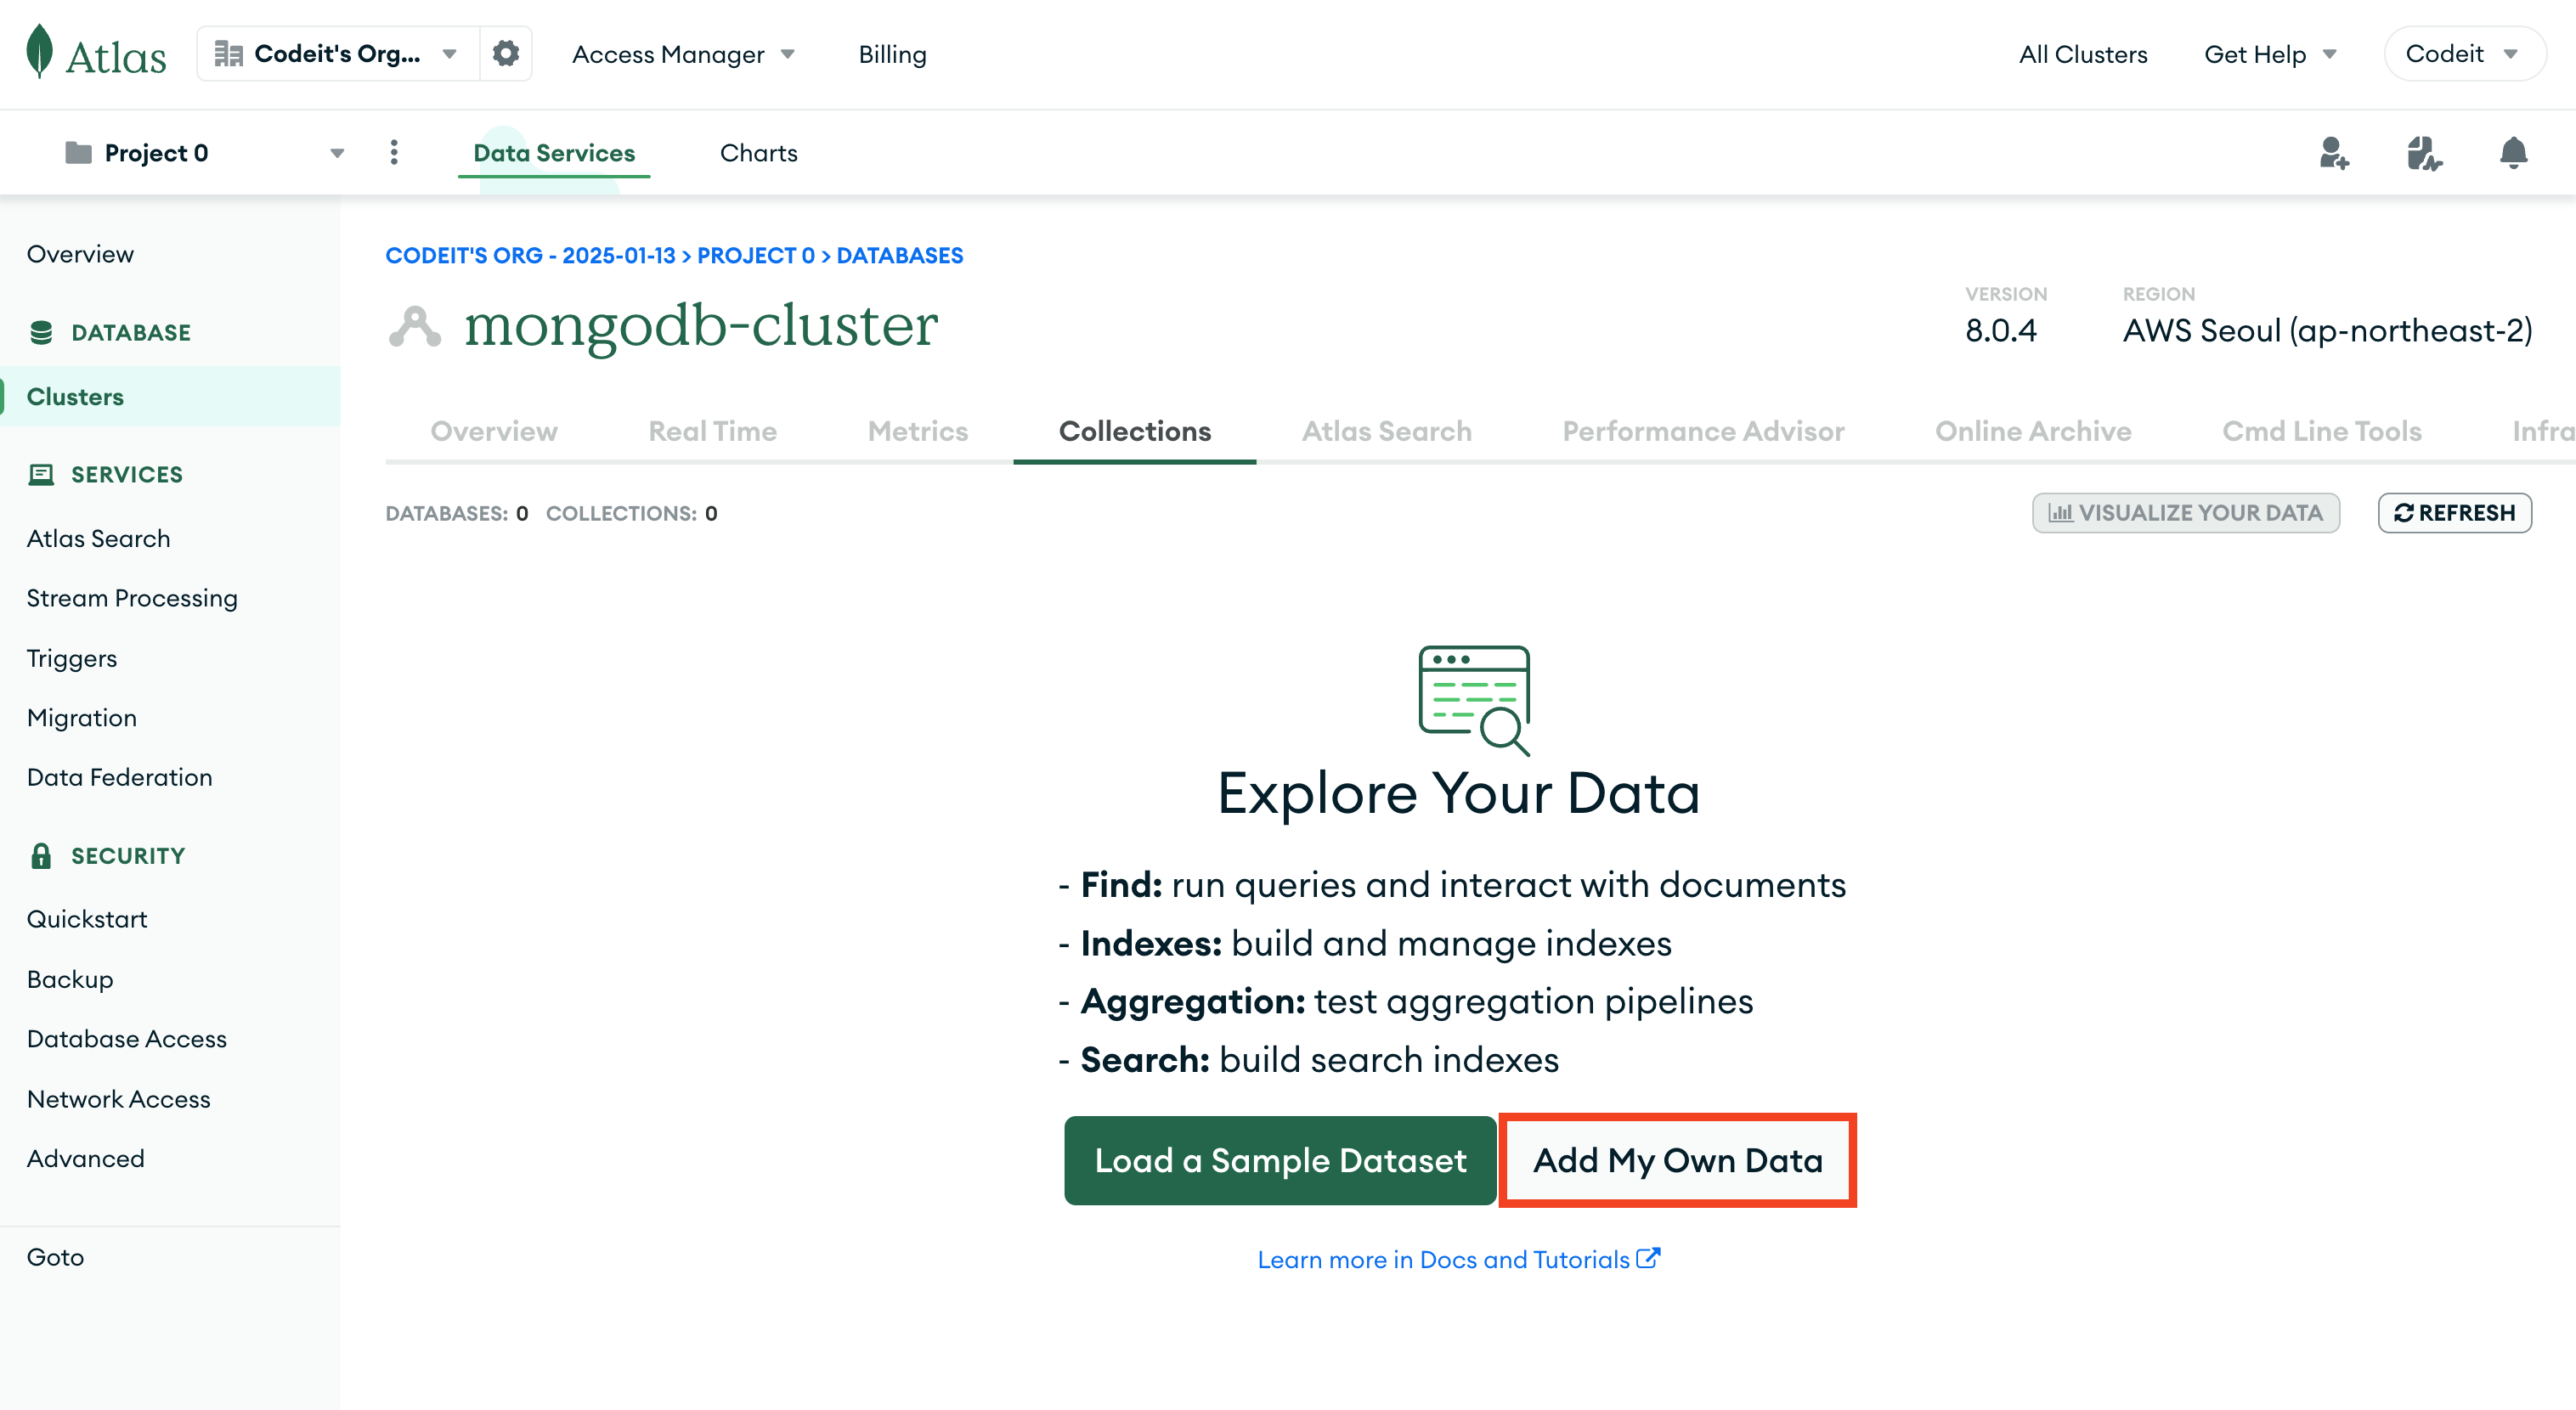 Atlas
Codeit's Org...
Access Manager
Billing
All Clusters
Get Help
Codeit
Project 0
Data Services
Charts
Overview
DATABASE
Clusters
SERVICES
Atlas Search
Stream Processing
Triggers
Migration
Data Federation
SECURITY
Quickstart
Backup
Database Access
Network Access
Advanced
Goto
CODEIT'S ORG - 2025-01-13 > PROJECT 0 > DATABASES
mongodb-cluster
VERSION
8.0.4
REGION
AWS Seoul (ap-northeast-2)
Overview
Real Time
Metrics
Collections
Atlas Search
Performance Advisor
Online Archive
Cmd Line Tools
Infra
DATABASES: 0 COLLECTIONS: 0
VISUALIZE YOUR DATA
REFRESH
Explore Your Data
- Find: run queries and interact with documents
- Indexes: build and manage indexes
- Aggregation: test aggregation pipelines
- Search: build search indexes
Load a Sample Dataset
Add My Own Data
Learn more in Docs and Tutorials